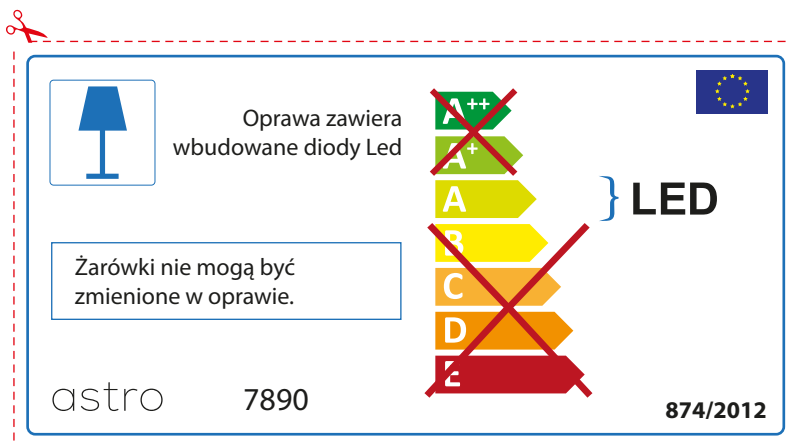 Oprawa zawiera
wbudowane diody Led
A++
A+
A
B
C
D
E
LED
Żarówki nie mogą być
zmienione w oprawie.
astro
7890
874/2012